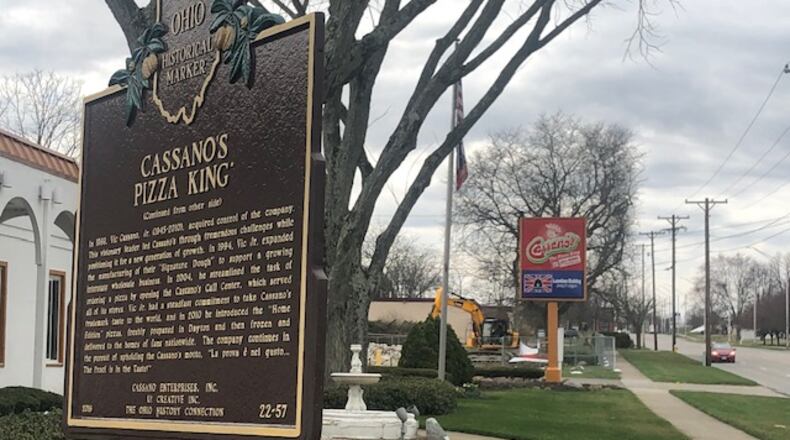 OHIO
HISTORICAL
MARKER
CASSANO'S
PIZZA KING
(Continued from other side)
In 1986, Vic Cassano, Jr. (1945-2010), acquired control of the company.
This visionary leader led Cassano's through tremendous challenges while
positioning it for a new generation of growth. In 1994, Vic Jr. expanded
the manufacturing of their "Signature Dough" to support a growing
interstate wholesale business. In 2004, he streamlined the task of
ordering a pizza by opening the Cassano's Call Center, which served
all of its stores. Vic Jr. had a steadfast commitment to take Cassano's
trademark taste to the world, and in 2010 he introduced the "Home
Edition" pizzas, freshly prepared in Dayton and then frozen and
delivered to the homes of fans nationwide. The company continues in
the pursuit of upholding the Cassano's motto, "La prova è nel gusto...
The Proof is in the Taste!"
CASSANO ENTERPRISES, INC.
CREATIVE INC.
THE OHIO HISTORY CONNECTION
2019
22-57
Cassano's